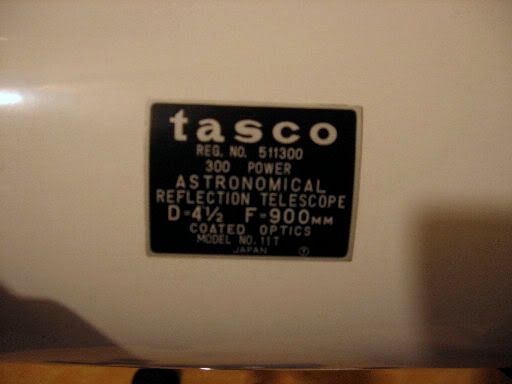 tasco
REG. NO. 511300
300 POWER
ASTRONOMICAL
REFLECTION TELESCOPE
D=4½ F=900MM
COATED OPTICS
MODEL NO. 11T
JAPAN